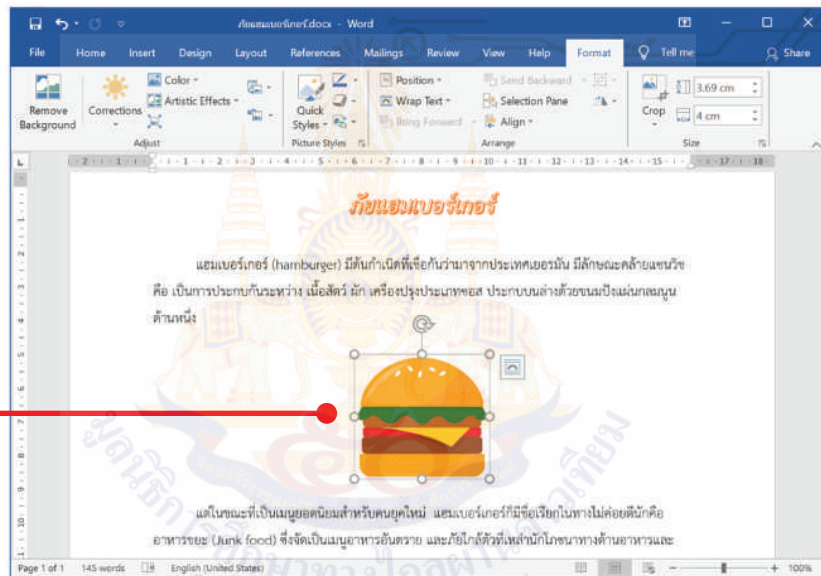 ภัยแฮมเบอร์เกอร์.docx - Word
File Home Insert Design Layout References Mailings Review View Help Format Tell me Share
Remove Background
Corrections
Color
Artistic Effects
Adjust
Quick Styles
Picture Styles
Position
Wrap Text
Bring Forward
Send Backward
Selection Pane
Align
Arrange
Crop
3.69 cm
4 cm
Size
ภัยแฮมเบอร์เกอร์
แฮมเบอร์เกอร์ (hamburger) มีต้นกำเนิดที่เชื่อกันว่ามาจากประเทศเยอรมัน มีลักษณะคล้ายแซนวิช
คือ เป็นการประกบกันระหว่าง เนื้อสัตว์ ผัก เครื่องปรุงประเภทซอส ประกบบนล่างด้วยขนมปังแผ่นกลมนูน
ด้านหนึ่ง
แต่ในขณะที่เป็นเมนูยอดนิยมสำหรับคนยุคใหม่ แฮมเบอร์เกอร์ก็มีชื่อเรียกในทางไม่ค่อยดีนักคือ
อาหารขยะ (Junk food) ซึ่งจัดเป็นเมนูอาหารอันตราย และภัยใกล้ตัวที่เหล่านักโภชนาทางด้านอาหารและ
Page 1 of 1 145 words English (United States) 100%